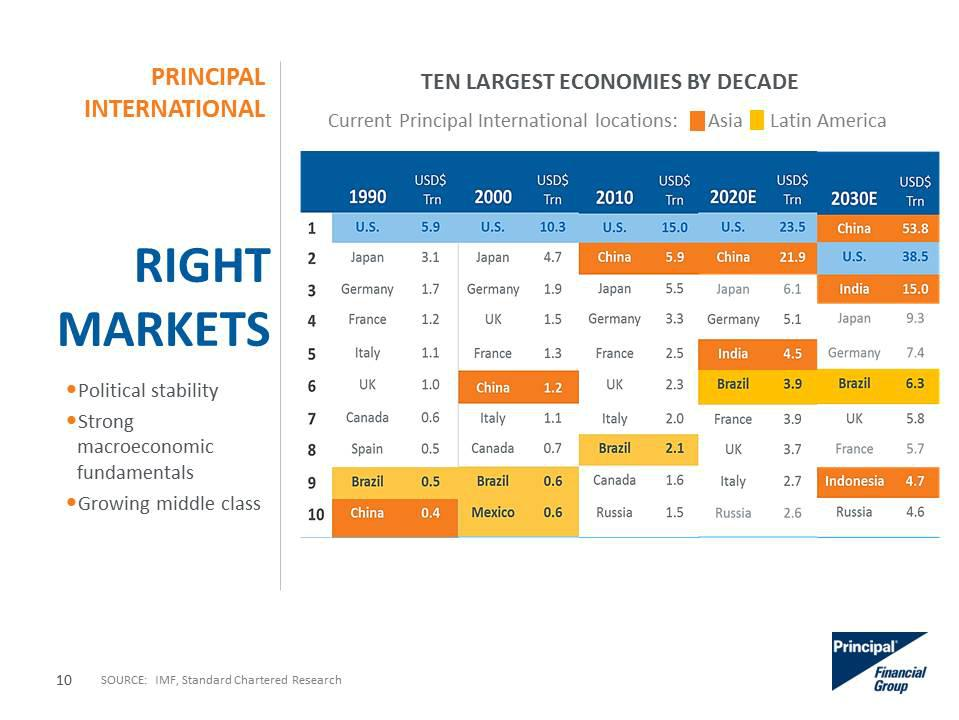 PRINCIPAL
INTERNATIONAL
RIGHT
MARKETS
•Political stability
•Strong
macroeconomic
fundamentals
•Growing middle class
TEN LARGEST ECONOMIES BY DECADE
Current Principal International locations: Asia Latin America
1990 USD$ Trn 2000 USD$ Trn 2010 USD$ Trn 2020E USD$ Trn 2030E USD$ Trn
1 U.S. 5.9 U.S. 10.3 U.S. 15.0 U.S. 23.5 China 53.8
2 Japan 3.1 Japan 4.7 China 5.9 China 21.9 U.S. 38.5
3 Germany 1.7 Germany 1.9 Japan 5.5 Japan 6.1 India 15.0
4 France 1.2 UK 1.5 Germany 3.3 Germany 5.1 Japan 9.3
5 Italy 1.1 France 1.3 France 2.5 India 4.5 Germany 7.4
6 UK 1.0 China 1.2 UK 2.3 Brazil 3.9 Brazil 6.3
7 Canada 0.6 Italy 1.1 Italy 2.0 France 3.9 UK 5.8
8 Spain 0.5 Canada 0.7 Brazil 2.1 UK 3.7 France 5.7
9 Brazil 0.5 Brazil 0.6 Canada 1.6 Italy 2.7 Indonesia 4.7
10 China 0.4 Mexico 0.6 Russia 1.5 Russia 2.6 Russia 4.6
Principal®
Financial
Group
10 SOURCE: IMF, Standard Chartered Research